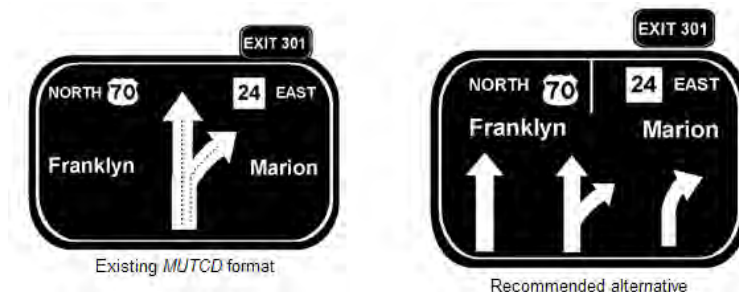 EXIT 301
NORTH 70 24 EAST
Franklyn Marion
Existing MUTCD format
EXIT 301
NORTH 70 24 EAST
Franklyn Marion
Recommended alternative